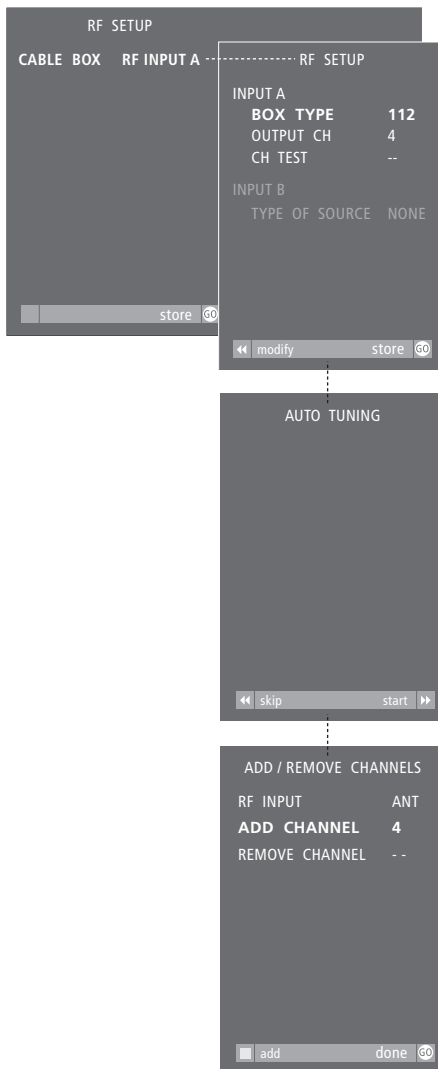 RF SETUP
CABLE BOX RF INPUT A
store GO
RF SETUP
INPUT A
BOX TYPE 112
OUTPUT CH 4
CH TEST --
INPUT B
TYPE OF SOURCE NONE
modify store GO
AUTO TUNING
skip start
ADD / REMOVE CHANNELS
RF INPUT ANT
ADD CHANNEL 4
REMOVE CHANNEL - -
add done GO